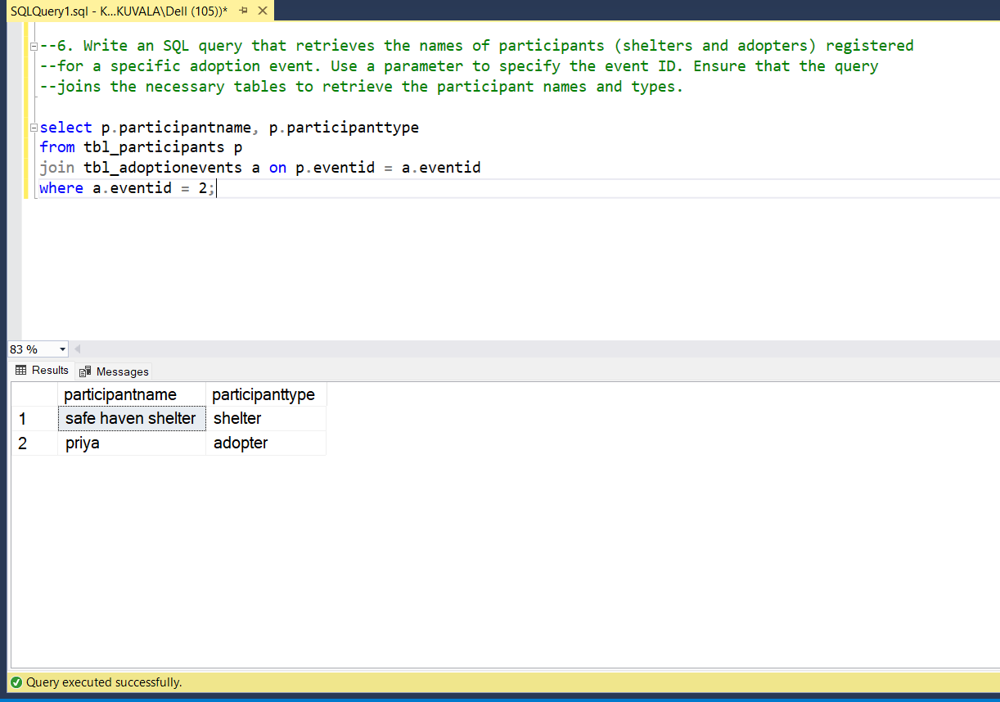 SQLQuery1.sql - K...KUVALA\Dell (105))*
--6. Write an SQL query that retrieves the names of participants (shelters and adopters) registered
--for a specific adoption event. Use a parameter to specify the event ID. Ensure that the query
--joins the necessary tables to retrieve the participant names and types.
select p.participantname, p.participanttype
from tbl_participants p
join tbl_adoptionevents a on p.eventid = a.eventid
where a.eventid = 2;
83 %
Results Messages
participantname participanttype
1 safe haven shelter shelter
2 priya adopter
Query executed successfully.